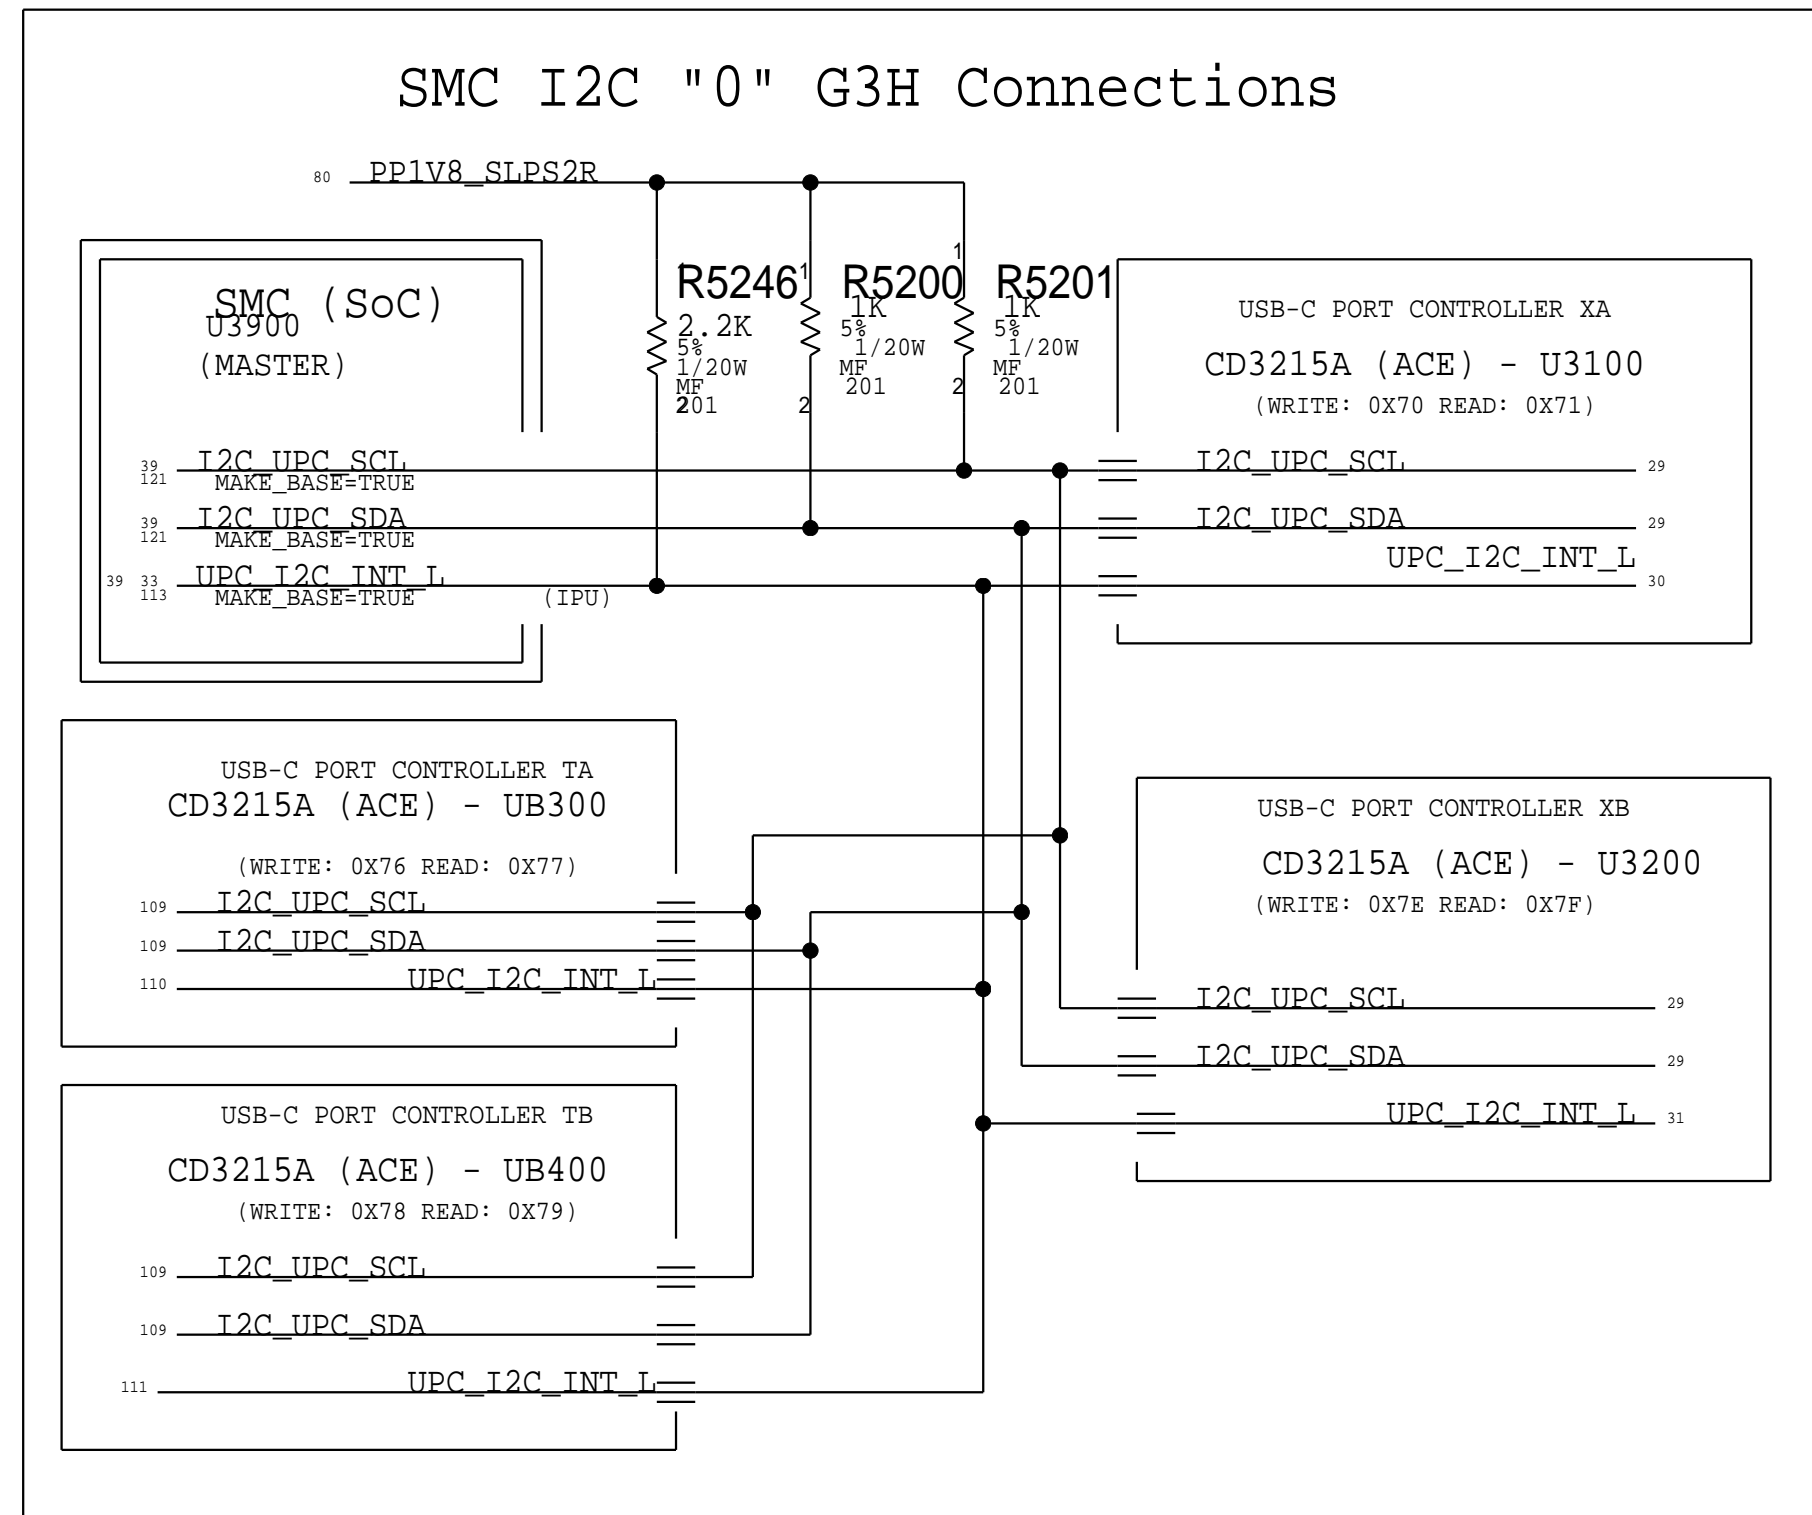 SMC I2C "0" G3H Connections
80 PP1V8_SLPS2R
SMC (SoC)
U3900
(MASTER)
39 121 I2C_UPC_SCL
MAKE_BASE=TRUE
39 121 I2C_UPC_SDA
MAKE_BASE=TRUE
39 33 113 UPC_I2C_INT_L
MAKE_BASE=TRUE
(IPU)
1
R5246
2.2K
5%
1/20W
MF
201
2
1
R5200
1K
5%
1/20W
MF
201
2
1
R5201
1K
5%
1/20W
MF
201
2
USB-C PORT CONTROLLER XA
CD3215A (ACE) - U3100
(WRITE: 0X70 READ: 0X71)
I2C_UPC_SCL 29
I2C_UPC_SDA 29
UPC_I2C_INT_L 30
USB-C PORT CONTROLLER TA
CD3215A (ACE) - UB300
(WRITE: 0X76 READ: 0X77)
109 I2C_UPC_SCL
109 I2C_UPC_SDA
110 UPC_I2C_INT_L
USB-C PORT CONTROLLER XB
CD3215A (ACE) - U3200
(WRITE: 0X7E READ: 0X7F)
I2C_UPC_SCL 29
I2C_UPC_SDA 29
UPC_I2C_INT_L 31
USB-C PORT CONTROLLER TB
CD3215A (ACE) - UB400
(WRITE: 0X78 READ: 0X79)
109 I2C_UPC_SCL
109 I2C_UPC_SDA
111 UPC_I2C_INT_L